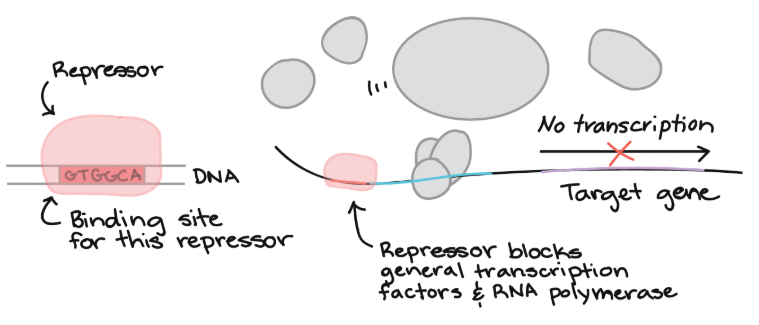 Repressor
GTGGCA
DNA
Binding site
for this repressor
No transcription
Target gene
Repressor blocks
general transcription
factors & RNA polymerase